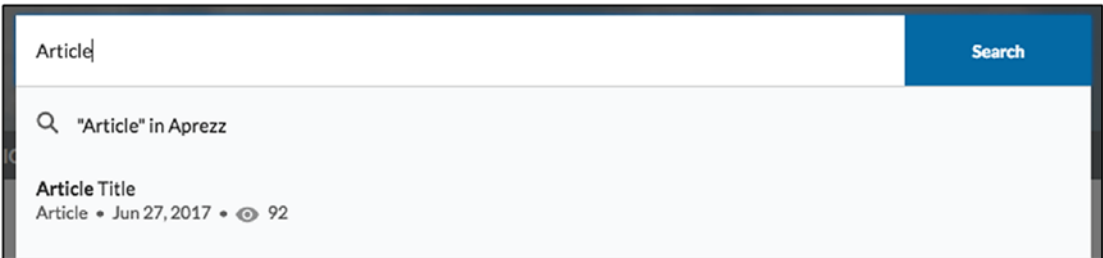 Article
Search
"Article" in Aprezz
Article Title
Article • Jun 27, 2017 • 92